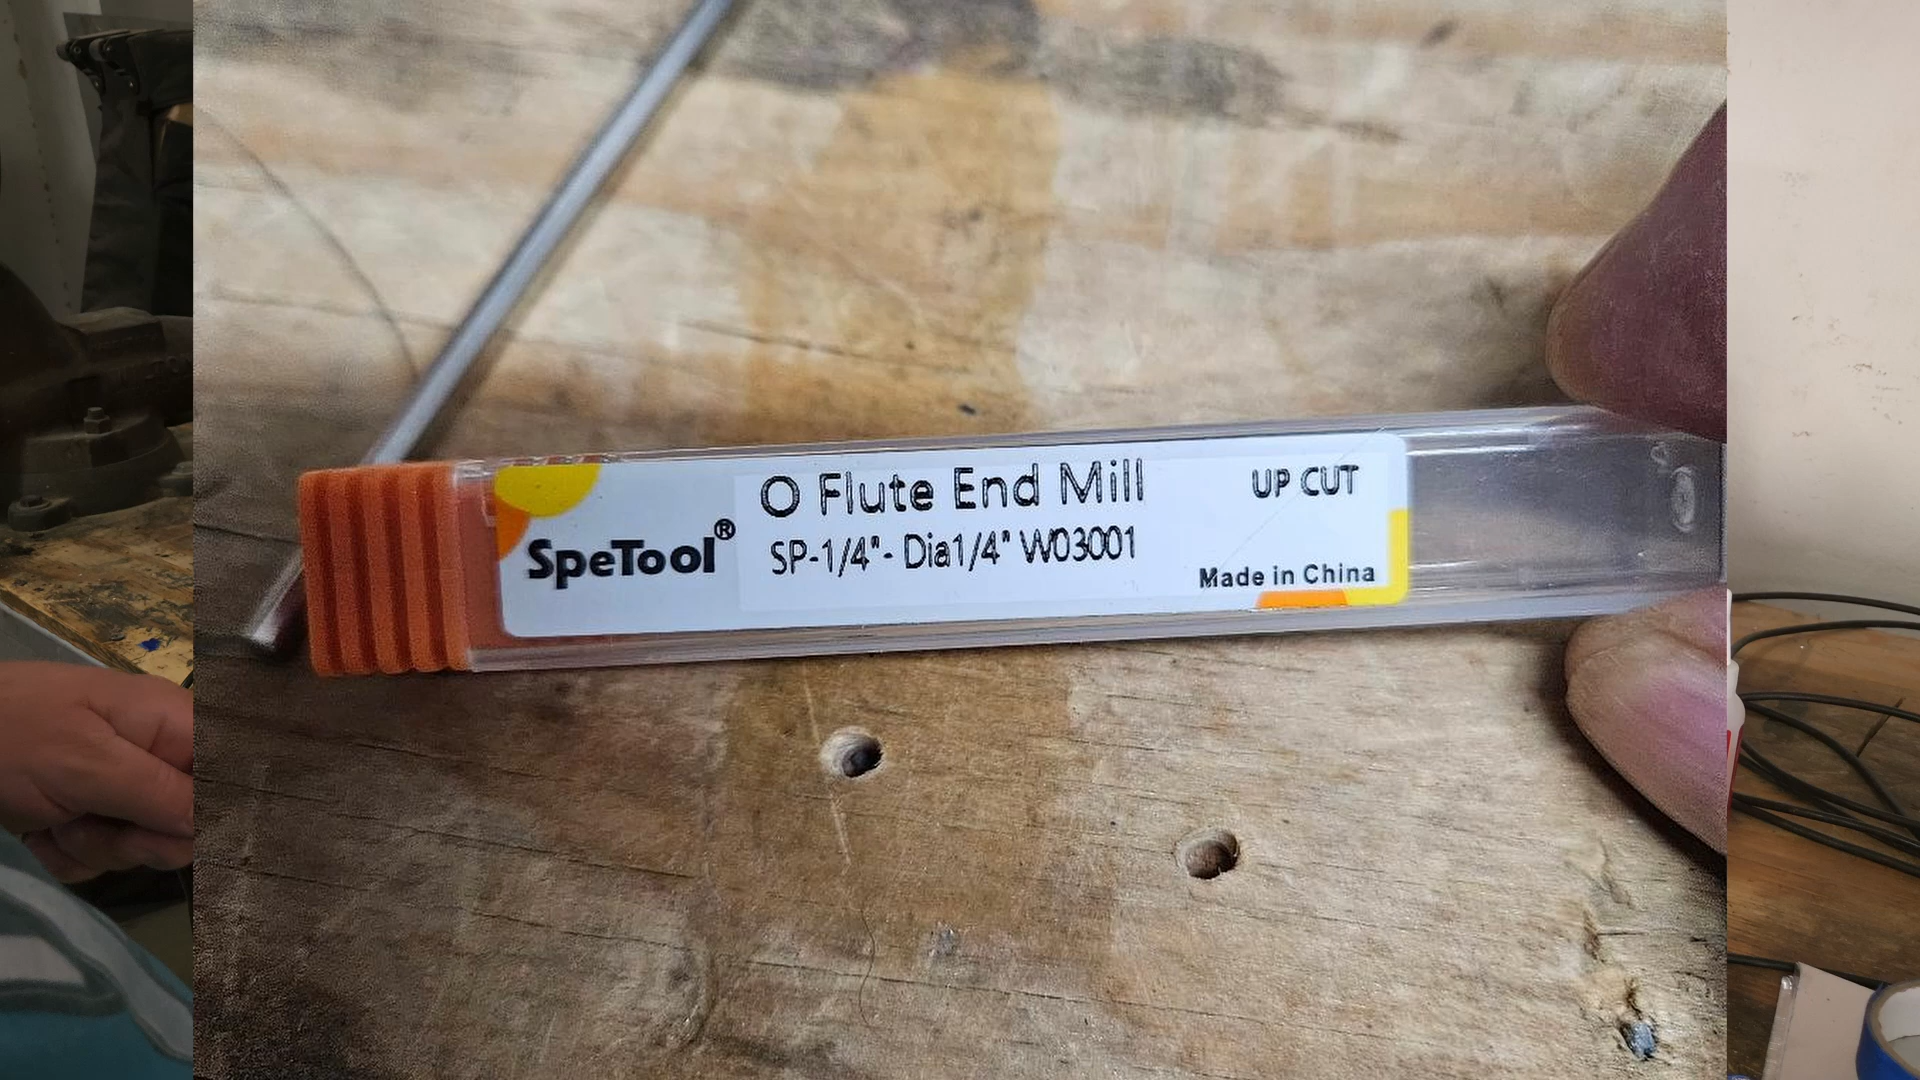 O Flute End Mill
UP CUT
SpeTool®
SP-1/4"- Dia1/4" W03001
Made in China